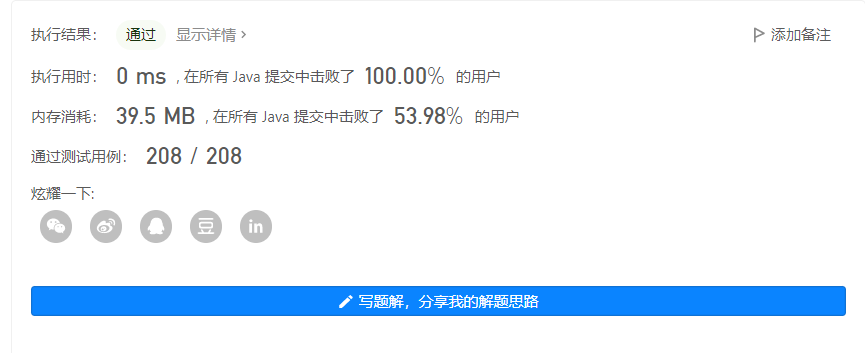 执行结果： 通过 显示详情 › 添加备注
执行用时： 0 ms , 在所有 Java 提交中击败了 100.00% 的用户
内存消耗： 39.5 MB , 在所有 Java 提交中击败了 53.98% 的用户
通过测试用例： 208 / 208
炫耀一下:
豆 in
写题解，分享我的解题思路